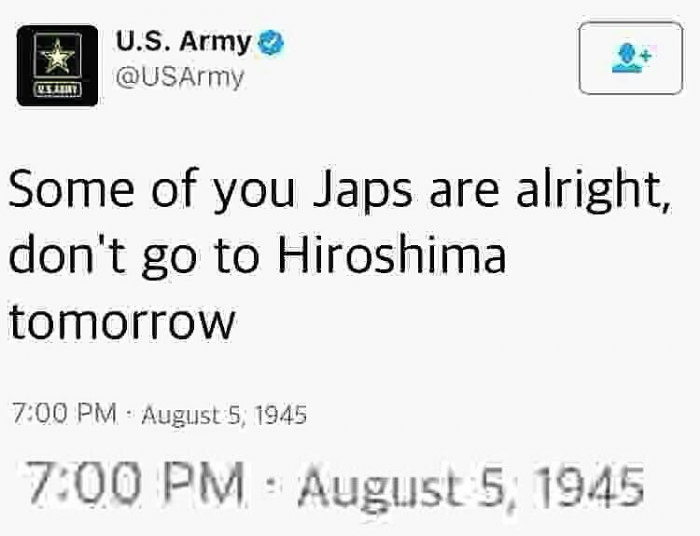 U.S. Army
@USArmy
U.S.ARMY
Some of you Japs are alright,
don't go to Hiroshima
tomorrow
7:00 PM · August 5, 1945
7:00 PM · August 5, 1945